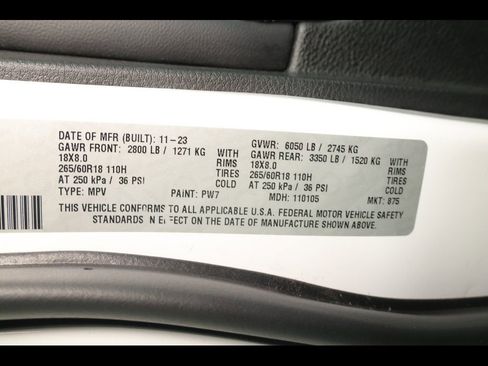 DATE OF MFR (BUILT): 11-23 GVWR: 6050 LB / 2745 KG
GAWR FRONT: 2800 LB / 1271 KG WITH GAWR REAR: 3350 LB / 1520 KG WITH
18X8.0 RIMS 18X8.0 RIMS
265/60R18 110H TIRES 265/60R18 110H TIRES
AT 250 kPa / 36 PSI COLD AT 250 kPa / 36 PSI COLD
TYPE: MPV PAINT: PW7 MDH: 110105 MKT: 875
THIS VEHICLE CONFORMS TO ALL APPLICABLE U.S.A. FEDERAL MOTOR VEHICLE SAFETY
STANDARDS IN EFFECT ON THE DATE OF MANUFACTURE SHOWN ABOVE.